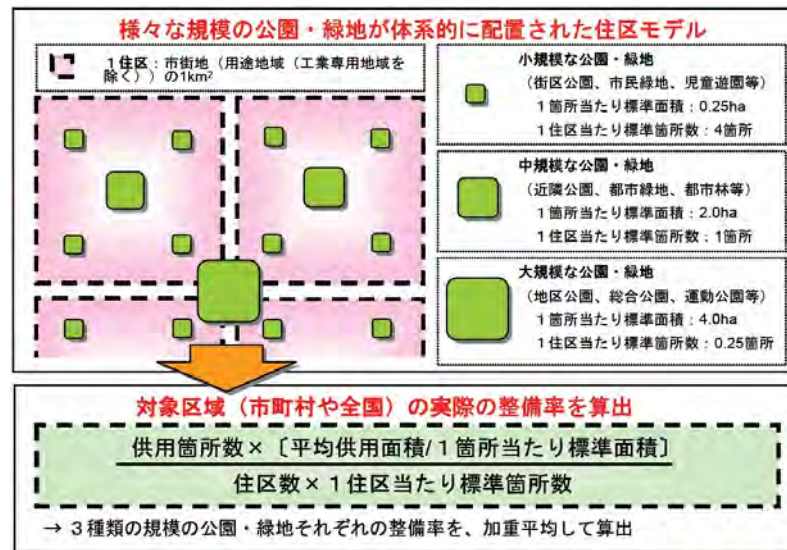 様々な規模の公園・緑地が体系的に配置された住区モデル
１住区：市街地（用途地域（工業専用地域を
除く））の1km²
小規模な公園・緑地
（街区公園、市民緑地、児童遊園等）
１箇所当たり標準面積：0.25ha
１住区当たり標準箇所数：4箇所
中規模な公園・緑地
（近隣公園、都市緑地、都市林等）
１箇所当たり標準面積：2.0ha
１住区当たり標準箇所数：1箇所
大規模な公園・緑地
（地区公園、総合公園、運動公園等）
１箇所当たり標準面積：4.0ha
１住区当たり標準箇所数：0.25箇所
対象区域（市町村や全国）の実際の整備率を算出
供用箇所数×〔平均供用面積/１箇所当たり標準面積〕
住区数×１住区当たり標準箇所数
→ ３種類の規模の公園・緑地それぞれの整備率を、加重平均して算出